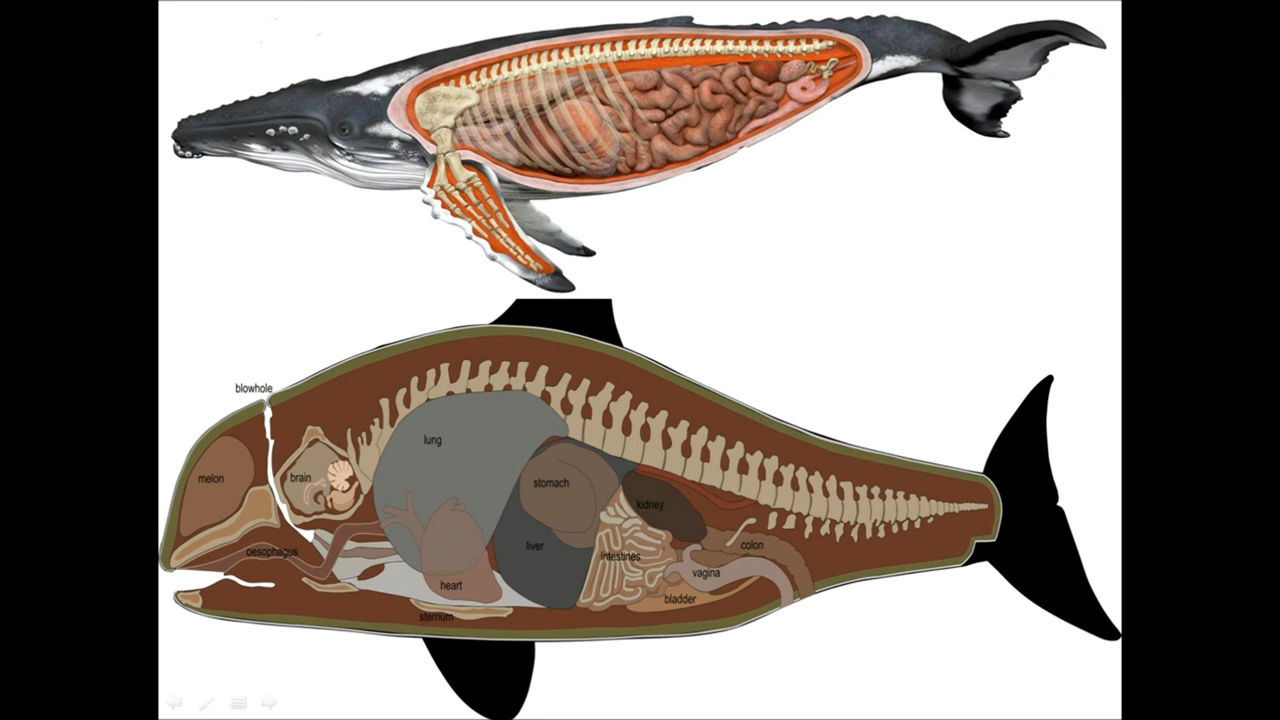 blowhole
lung
melon
brain
stomach
kidney
oesophagus
liver
colon
intestines
vagina
heart
bladder
sternum